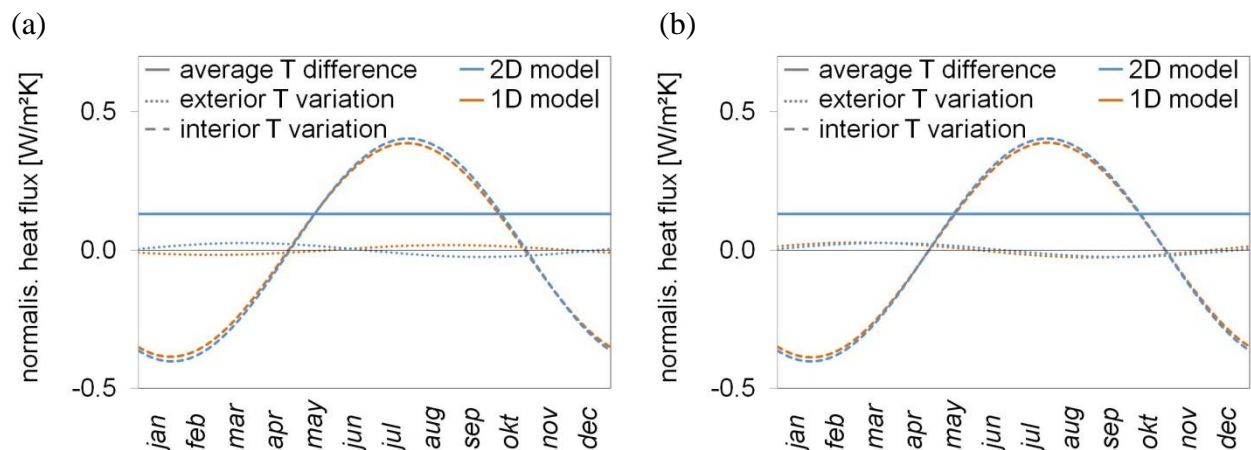 (a)
normalis. heat flux [W/m²K]
0.5
0.0
-0.5
average T difference
exterior T variation
interior T variation
2D model
1D model
jan feb mar apr may jun jul aug sep okt nov dec
(b)
normalis. heat flux [W/m²K]
0.5
0.0
-0.5
average T difference
exterior T variation
interior T variation
2D model
1D model
jan feb mar apr may jun jul aug sep okt nov dec